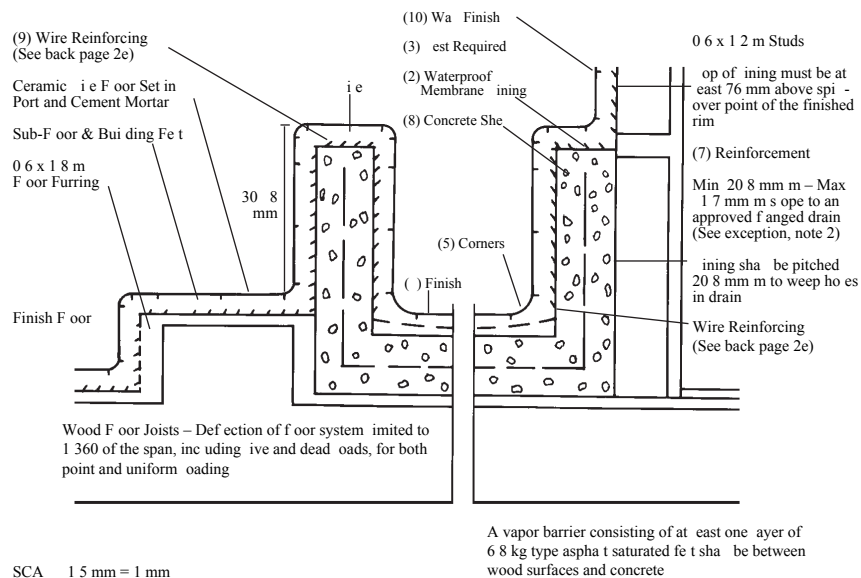 (9) Wire Reinforcing
(See back page 2e)
Ceramic i e F oor Set in
Port and Cement Mortar
Sub-F oor & Bui ding Fe t
0 6 x 1 8 m
F oor Furring
30 8
mm
Finish F oor
i e
(10) Wa Finish
(3) est Required
(2) Waterproof
Membrane ining
(8) Concrete She
(5) Corners
( ) Finish
0 6 x 1 2 m Studs
op of ining must be at
east 76 mm above spi -
over point of the finished
rim
(7) Reinforcement
Min 20 8 mm m – Max
1 7 mm m s ope to an
approved f anged drain
(See exception, note 2)
ining sha be pitched
20 8 mm m to weep ho es
in drain
Wire Reinforcing
(See back page 2e)
Wood F oor Joists – Def ection of f oor system imited to
1 360 of the span, inc uding ive and dead oads, for both
point and uniform oading
A vapor barrier consisting of at east one ayer of
6 8 kg type aspha t saturated fe t sha be between
wood surfaces and concrete
SCA 1 5 mm = 1 mm